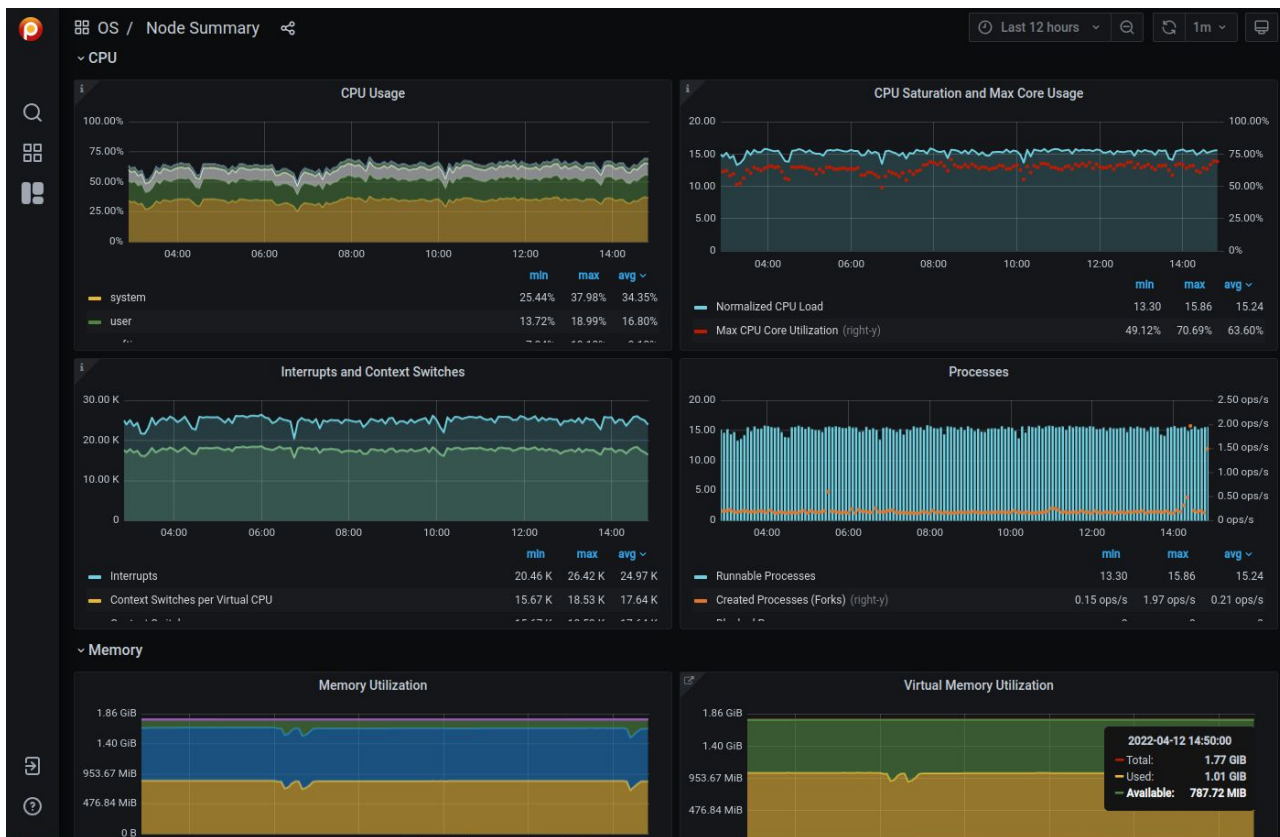 OS / Node Summary
Last 12 hours
1m
CPU
CPU Usage
100.00%
75.00%
50.00%
25.00%
0%
04:00 06:00 08:00 10:00 12:00 14:00
min max avg
system 25.44% 37.98% 34.35%
user 13.72% 18.99% 16.80%
CPU Saturation and Max Core Usage
20.00 100.00%
15.00 75.00%
10.00 50.00%
5.00 25.00%
0 0%
04:00 06:00 08:00 10:00 12:00 14:00
min max avg
Normalized CPU Load 13.30 15.86 15.24
Max CPU Core Utilization (right-y) 49.12% 70.69% 63.60%
Interrupts and Context Switches
30.00 K
20.00 K
10.00 K
0
04:00 06:00 08:00 10:00 12:00 14:00
min max avg
Interrupts 20.46 K 26.42 K 24.97 K
Context Switches per Virtual CPU 15.67 K 18.53 K 17.64 K
Processes
20.00 2.50 ops/s
15.00 2.00 ops/s
1.50 ops/s
10.00 1.00 ops/s
5.00 0.50 ops/s
0 0 ops/s
04:00 06:00 08:00 10:00 12:00 14:00
min max avg
Runnable Processes 13.30 15.86 15.24
Created Processes (Forks) (right-y) 0.15 ops/s 1.97 ops/s 0.21 ops/s
Memory
Memory Utilization
1.86 GiB
1.40 GiB
953.67 MiB
476.84 MiB
0 B
Virtual Memory Utilization
1.86 GiB
1.40 GiB
953.67 MiB
476.84 MiB
2022-04-12 14:50:00
Total: 1.77 GiB
Used: 1.01 GiB
Available: 787.72 MiB